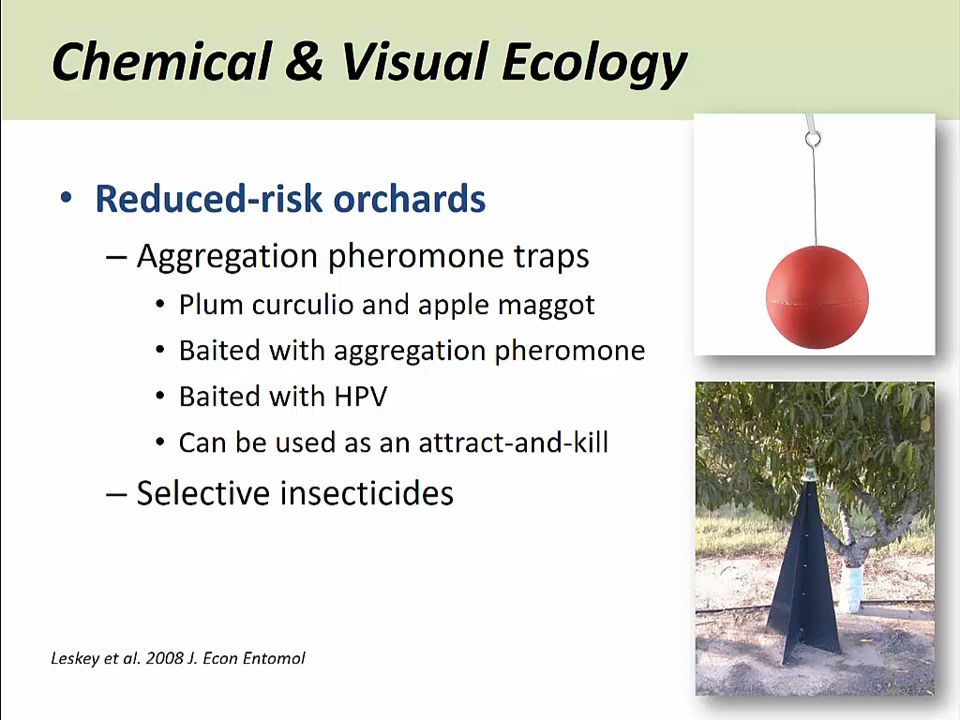 Chemical & Visual Ecology
• Reduced-risk orchards
– Aggregation pheromone traps
• Plum curculio and apple maggot
• Baited with aggregation pheromone
• Baited with HPV
• Can be used as an attract-and-kill
– Selective insecticides
Leskey et al. 2008 J. Econ Entomol